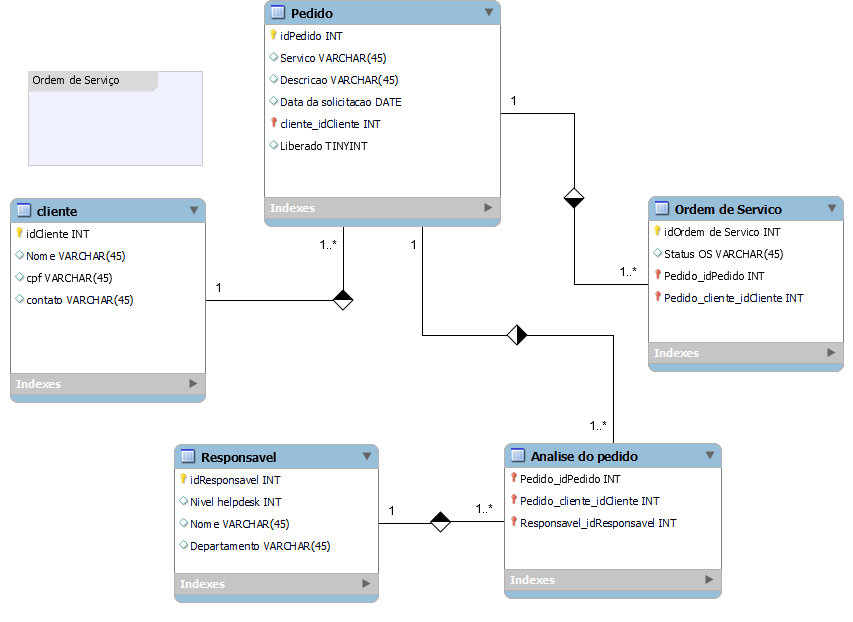 Pedido
idPedido INT
Servico VARCHAR(45)
Descricao VARCHAR(45)
Data da solicitacao DATE
cliente_idCliente INT
Liberado TINYINT
Indexes
Ordem de Serviço
cliente
idCliente INT
Nome VARCHAR(45)
cpf VARCHAR(45)
contato VARCHAR(45)
Indexes
1
1..*
1
1
1..*
Ordem de Servico
idOrdem de Servico INT
Status OS VARCHAR(45)
Pedido_idPedido INT
Pedido_cliente_idCliente INT
Indexes
1..*
Responsavel
idResponsavel INT
Nivel helpdesk INT
Nome VARCHAR(45)
Departamento VARCHAR(45)
Indexes
1
1..*
Analise do pedido
Pedido_idPedido INT
Pedido_cliente_idCliente INT
Responsavel_idResponsavel INT
Indexes